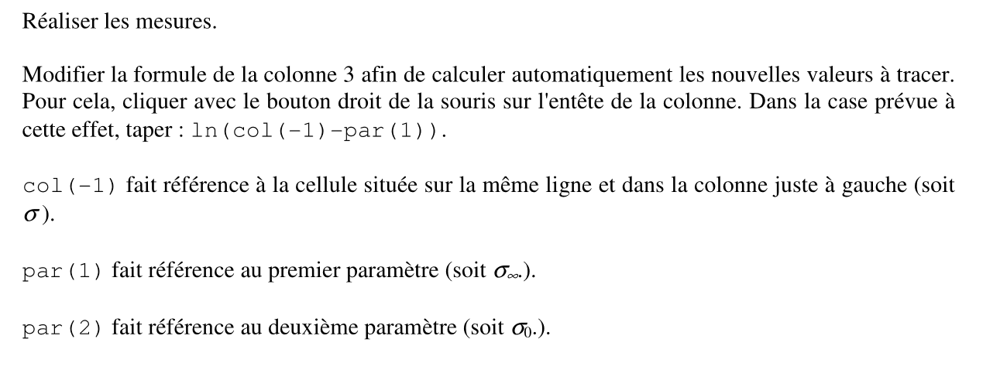 Réaliser les mesures.
Modifier la formule de la colonne 3 afin de calculer automatiquement les nouvelles valeurs à tracer.
Pour cela, cliquer avec le bouton droit de la souris sur l'entête de la colonne. Dans la case prévue à
cette effet, taper : ln(col(-1)-par(1)).
col(-1) fait référence à la cellule située sur la même ligne et dans la colonne juste à gauche (soit
σ).
par(1) fait référence au premier paramètre (soit σ∞.).
par(2) fait référence au deuxième paramètre (soit σ₀.).